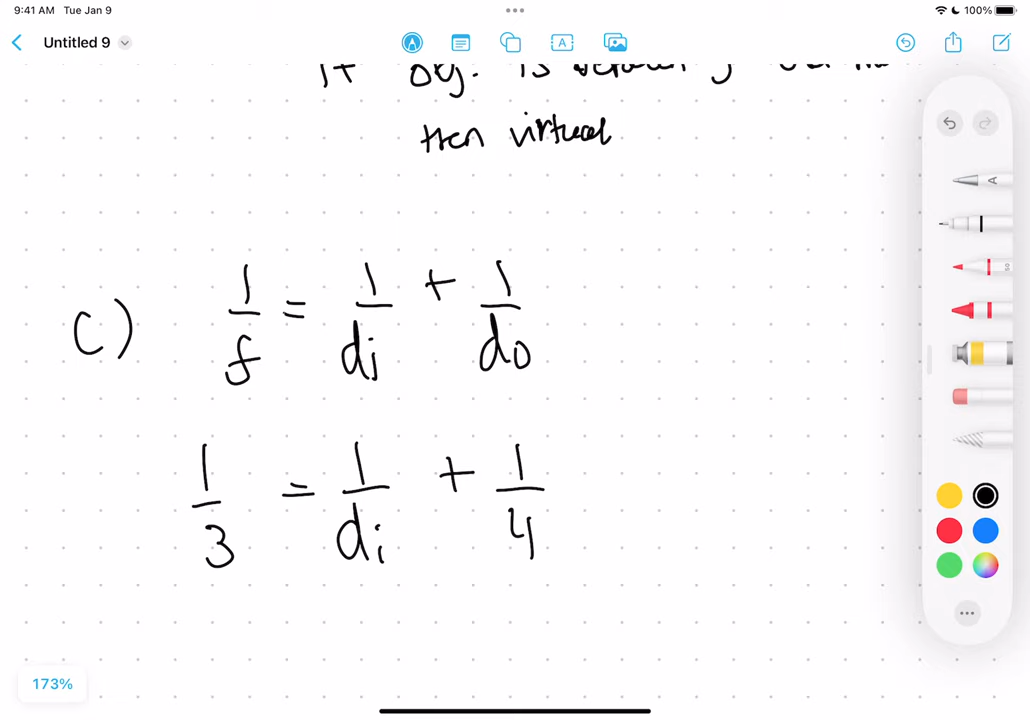 9:41 AM Tue Jan 9
100%
Untitled 9
If obj. is
then virtual
c) 1/f = 1/di + 1/do
1/3 = 1/di + 1/4
173%